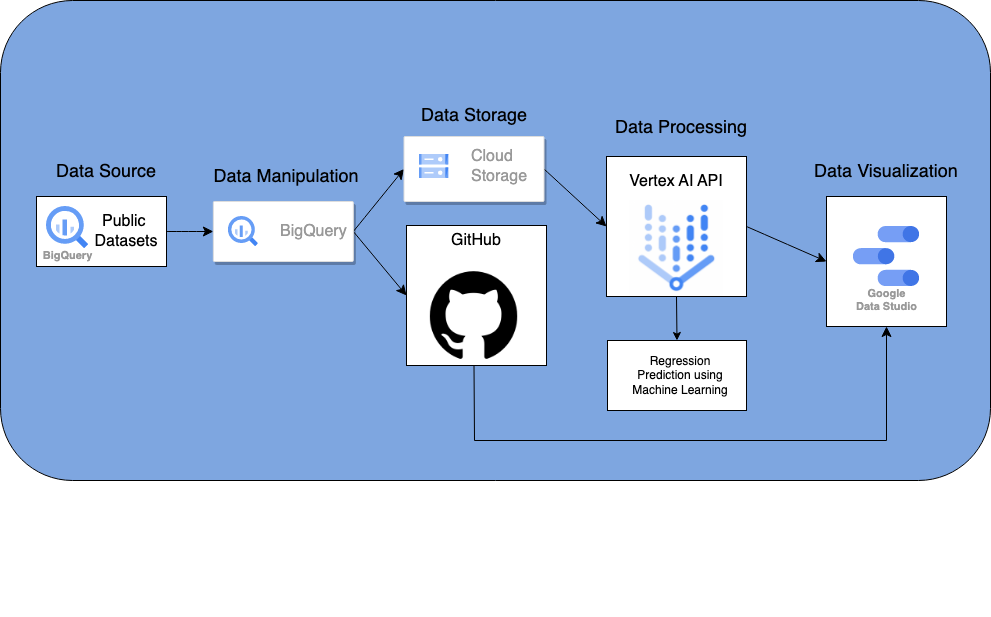 Data Source
Public
Datasets
BigQuery
Data Manipulation
BigQuery
Data Storage
Cloud
Storage
GitHub
Data Processing
Vertex AI API
Regression
Prediction using
Machine Learning
Data Visualization
Google
Data Studio